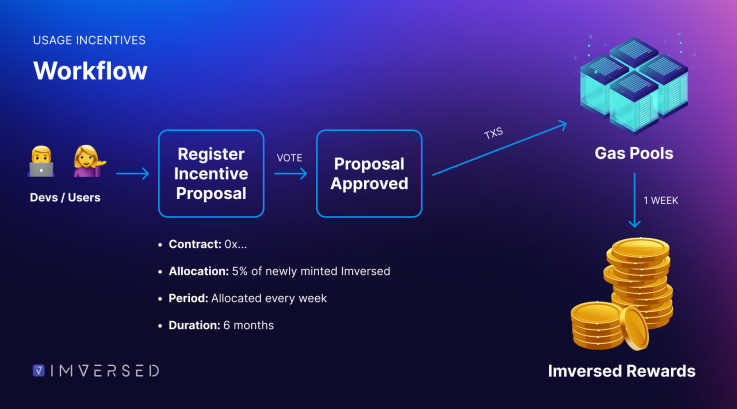 USAGE INCENTIVES
Workflow
Devs / Users
Register
Incentive
Proposal
VOTE
Proposal
Approved
TXS
Gas Pools
1 WEEK
Imversed Rewards
• Contract: 0x...
• Allocation: 5% of newly minted Imversed
• Period: Allocated every week
• Duration: 6 months
IMVERSED